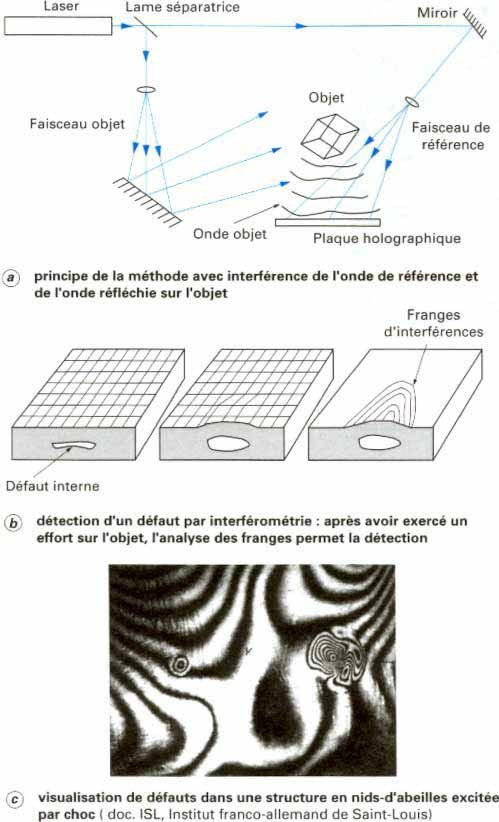 Laser
Lame séparatrice
Miroir
Objet
Faisceau objet
Faisceau de
référence
Onde objet
Plaque holographique
a principe de la méthode avec interférence de l'onde de référence et
de l'onde réfléchie sur l'objet
Franges
d'interférences
Défaut interne
b détection d'un défaut par interférométrie : après avoir exercé un
effort sur l'objet, l'analyse des franges permet la détection
c visualisation de défauts dans une structure en nids-d'abeilles excitée
par choc ( doc. ISL, Institut franco-allemand de Saint-Louis)